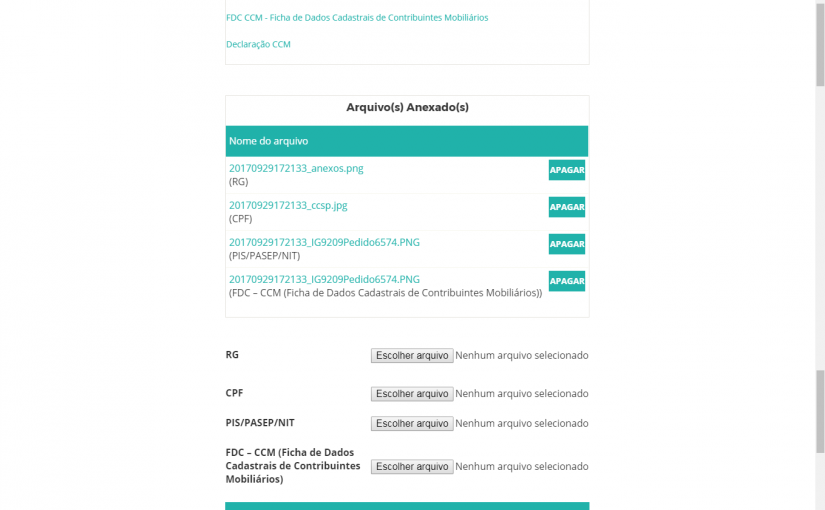 FDC CCM - Ficha de Dados Cadastrais de Contribuintes Mobiliários
Declaração CCM
Arquivo(s) Anexado(s)
Nome do arquivo
20170929172133_anexos.png APAGAR
(RG)
20170929172133_ccsp.jpg APAGAR
(CPF)
20170929172133_IG9209Pedido6574.PNG APAGAR
(PIS/PASEP/NIT)
20170929172133_IG9209Pedido6574.PNG APAGAR
(FDC – CCM (Ficha de Dados Cadastrais de Contribuintes Mobiliários))
RG Escolher arquivo Nenhum arquivo selecionado
CPF Escolher arquivo Nenhum arquivo selecionado
PIS/PASEP/NIT Escolher arquivo Nenhum arquivo selecionado
FDC – CCM (Ficha de Dados
Cadastrais de Contribuintes Escolher arquivo Nenhum arquivo selecionado
Mobiliários)